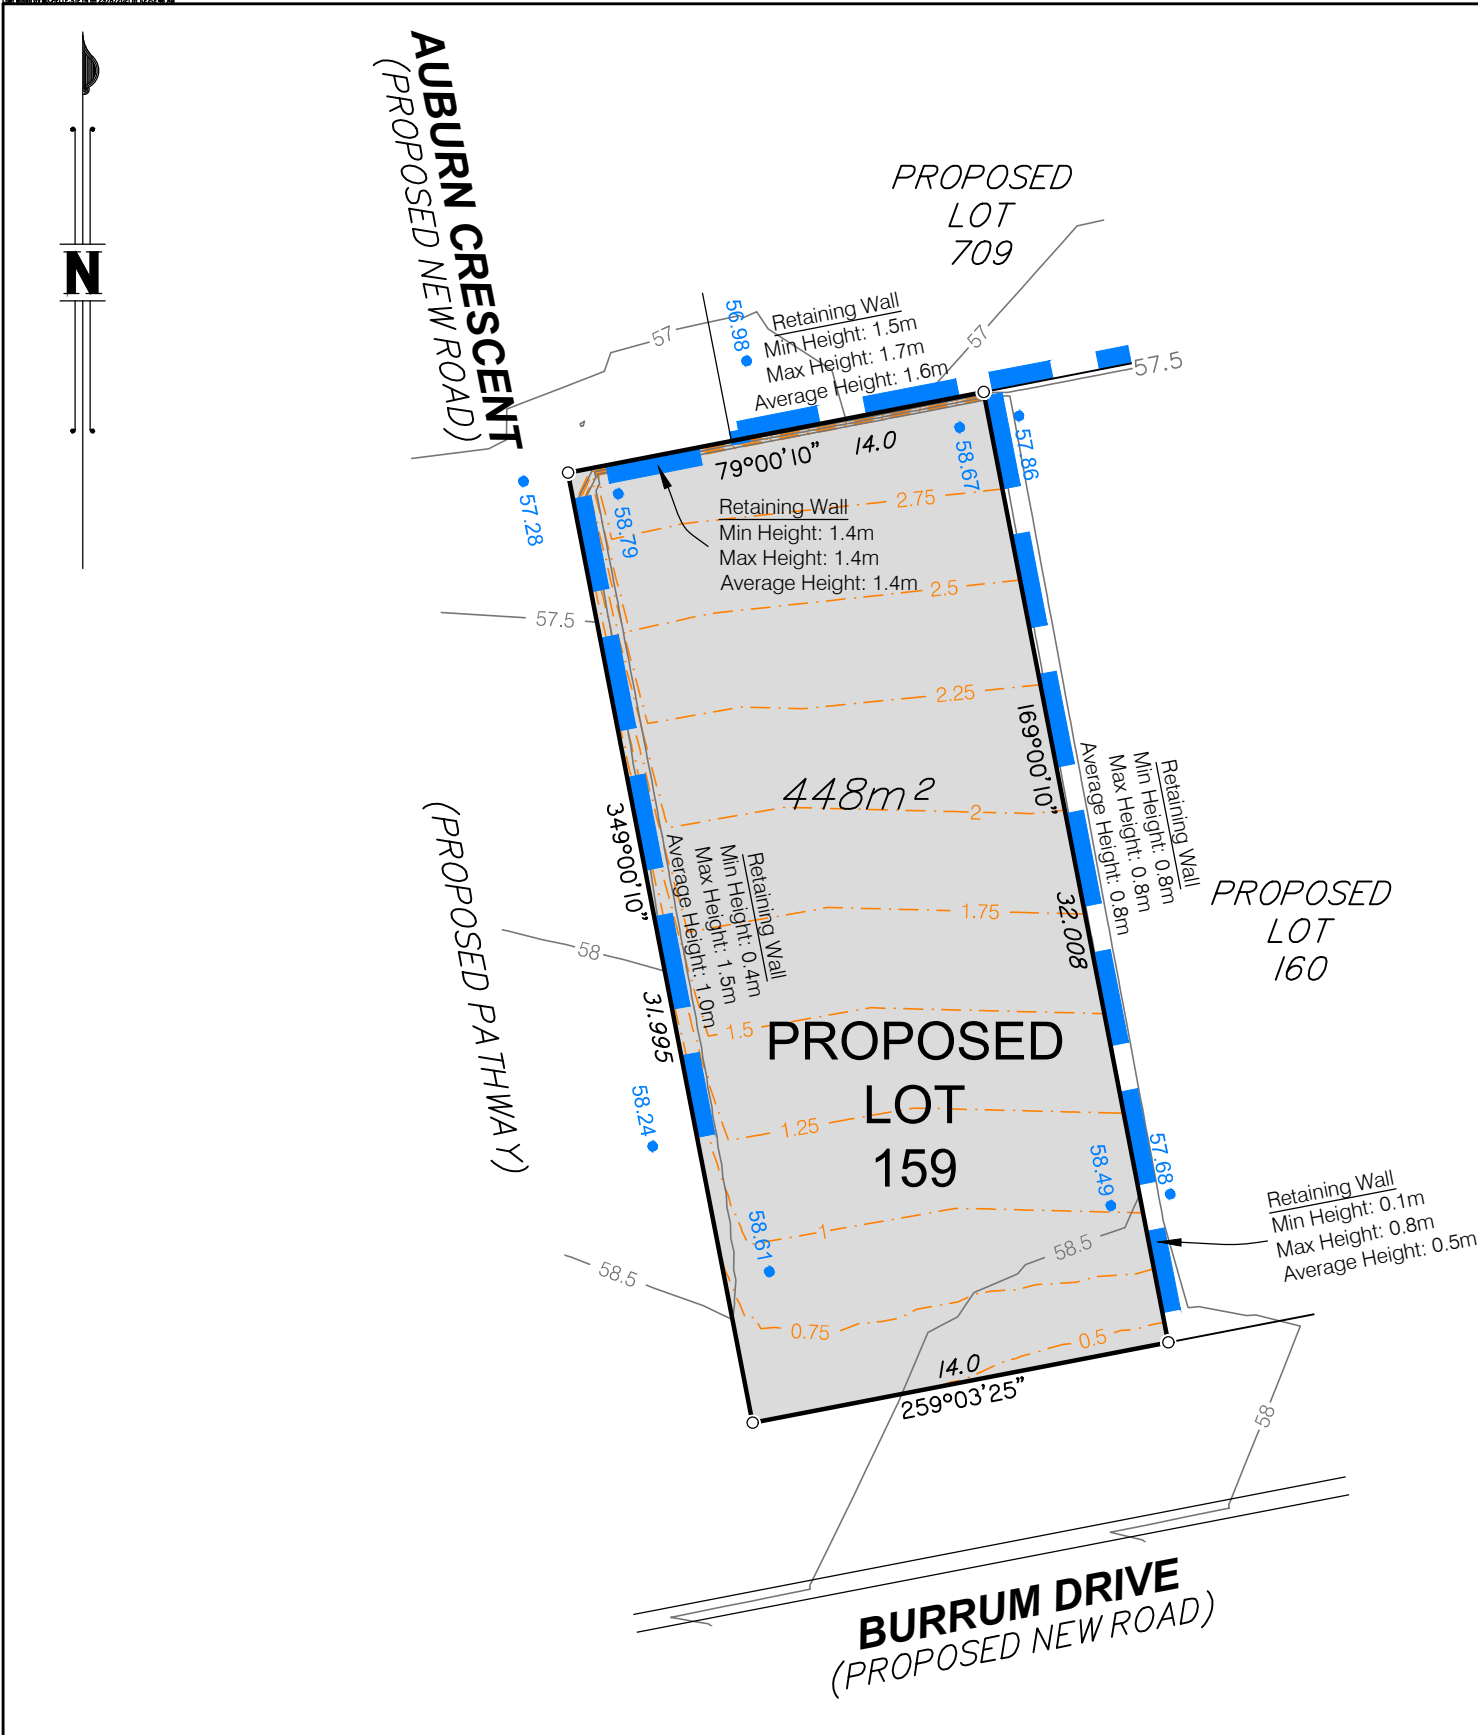 N
AUBURN CRESCENT
(PROPOSED NEW ROAD)
PROPOSED
LOT
709
57
56.98
Retaining Wall
Min Height: 1.5m
Max Height: 1.7m
Average Height: 1.6m
57
57.5
79°00'10"
14.0
58.67
57.86
57.28
58.79
Retaining Wall
Min Height: 1.4m
Max Height: 1.4m
Average Height: 1.4m
2.75
2.5
57.5
2.25
169°00'10"
448m²
2
349°00'10"
Retaining Wall
Min Height: 0.4m
Max Height: 1.5m
Average Height: 1.0m
Retaining Wall
Min Height: 0.8m
Max Height: 0.8m
Average Height: 0.8m
(PROPOSED PATHWAY)
1.75
32.008
PROPOSED
LOT
160
58
31.995
1.5
PROPOSED
LOT
159
58.24
1.25
58.49
57.68
58.61
1
Retaining Wall
Min Height: 0.1m
Max Height: 0.8m
Average Height: 0.5m
58.5
58.5
0.75
0.5
14.0
259°03'25"
58
BURRUM DRIVE
(PROPOSED NEW ROAD)